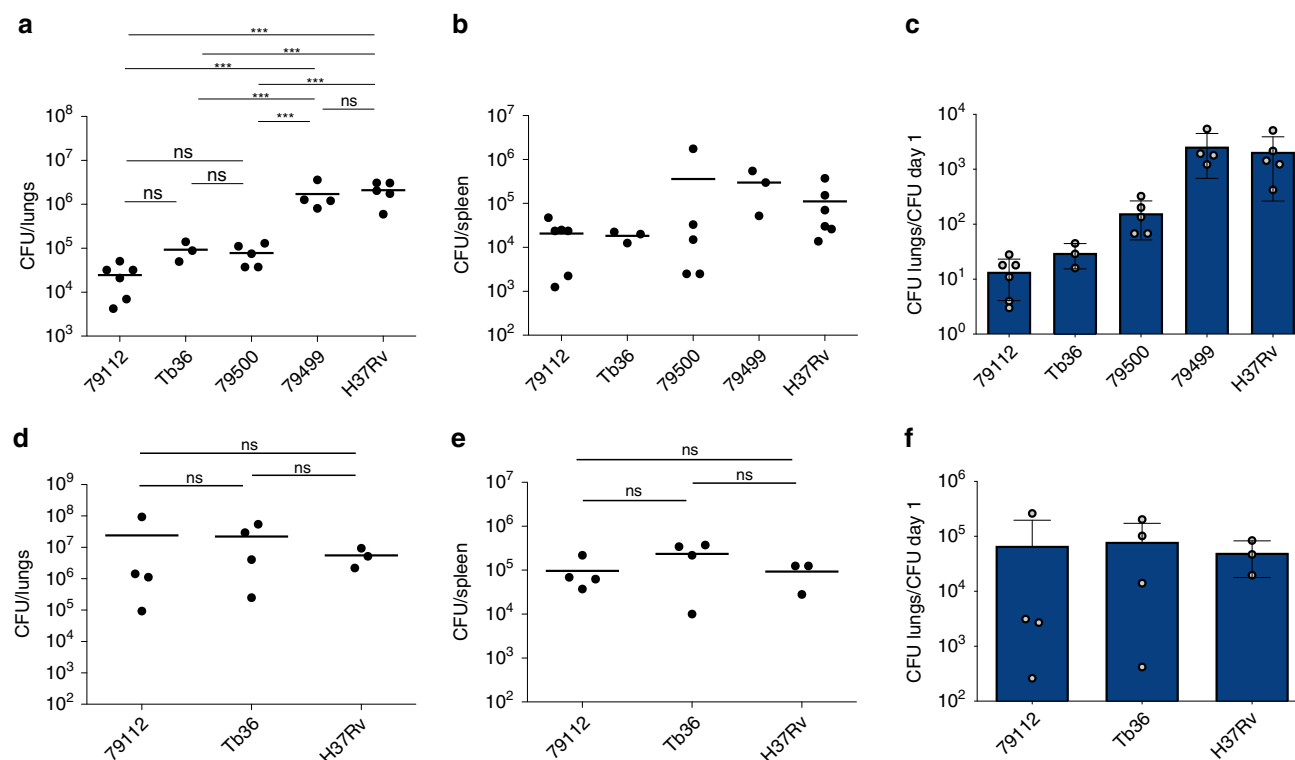 a
***
***
***
***
***
ns
***
ns
ns
ns
CFU/lungs
10^8
10^7
10^6
10^5
10^4
10^3
79112
Tb36
79500
79499
H37Rv
b
CFU/spleen
10^7
10^6
10^5
10^4
10^3
10^2
79112
Tb36
79500
79499
H37Rv
c
CFU lungs/CFU day 1
10^4
10^3
10^2
10^1
10^0
79112
Tb36
79500
79499
H37Rv
d
ns
ns
ns
CFU/lungs
10^9
10^8
10^7
10^6
10^5
10^4
10^3
10^2
79112
Tb36
H37Rv
e
ns
ns
ns
CFU/spleen
10^7
10^6
10^5
10^4
10^3
10^2
79112
Tb36
H37Rv
f
CFU lungs/CFU day 1
10^6
10^5
10^4
10^3
10^2
79112
Tb36
H37Rv